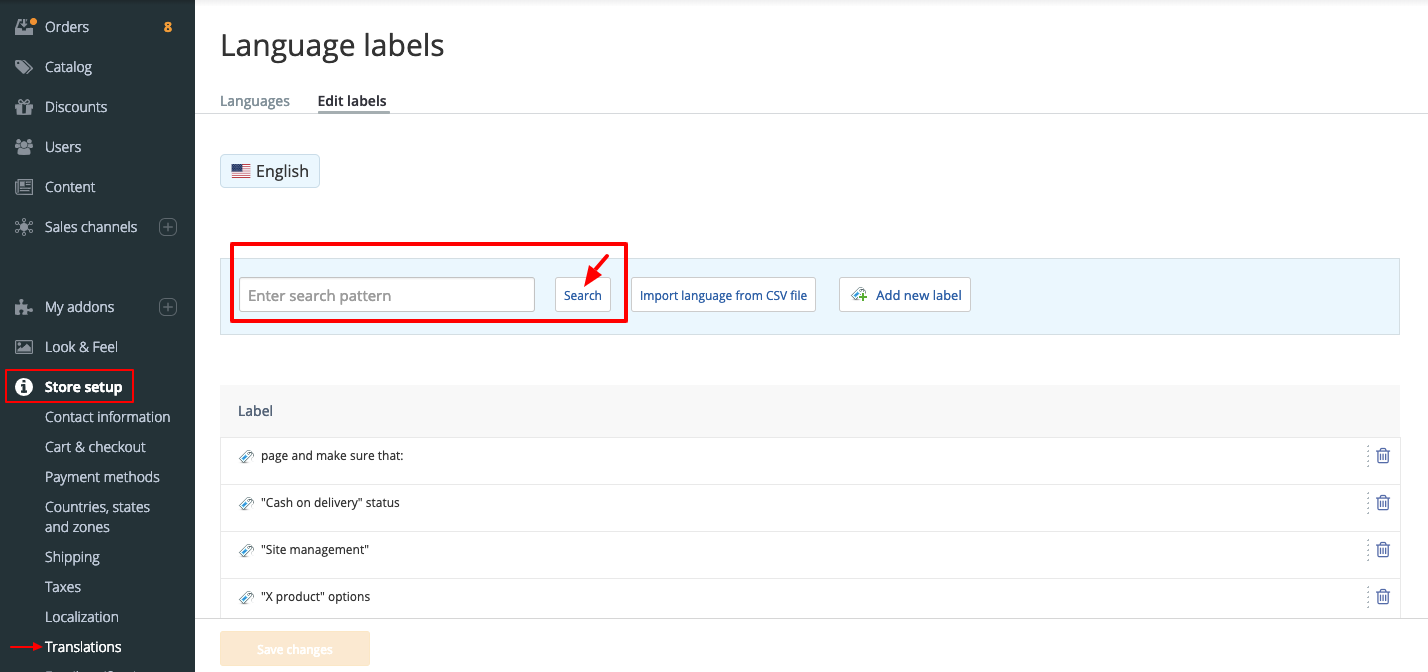 Orders 8
Catalog
Discounts
Users
Content
Sales channels
My addons
Look & Feel
Store setup
Contact information
Cart & checkout
Payment methods
Countries, states
and zones
Shipping
Taxes
Localization
Translations
Language labels
Languages Edit labels
English
Enter search pattern Search Import language from CSV file Add new label
Label
page and make sure that:
"Cash on delivery" status
"Site management"
"X product" options
Save changes